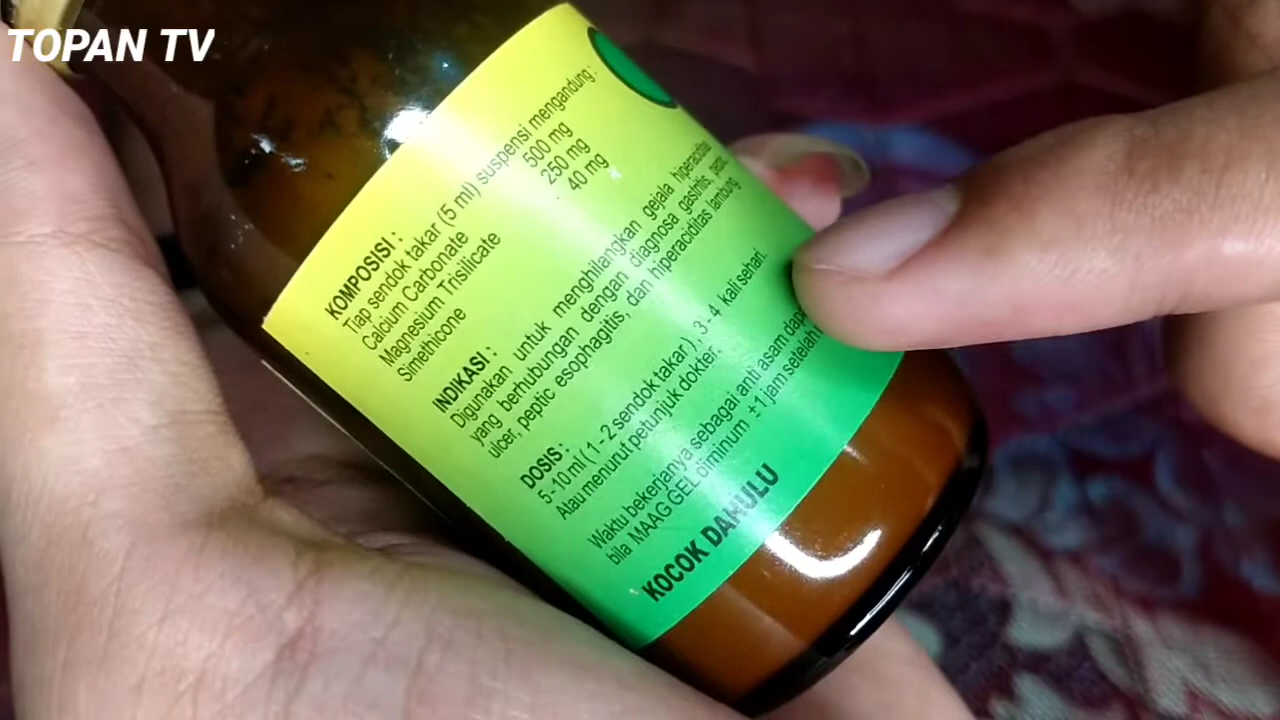 TOPAN TV
KOMPOSISI :
Tiap sendok takar (5 ml) suspensi mengandung :
Calcium Carbonate 500 mg
Magnesium Trisilicate 250 mg
Simethicone 40 mg
INDIKASI :
Digunakan untuk menghilangkan gejala hiperaciditas
yang berhubungan dengan diagnosa gastritis, peptic
ulcer, peptic esophagitis, dan hiperaciditas lambung
DOSIS :
5 - 10 ml ( 1 - 2 sendok takar ), 3 - 4 kali sehari.
Atau menurut petunjuk dokter.
Waktu bekerjanya sebagai anti asam
bila MAAG GEL diminum ± 1 jam setelah
KOCOK DAHULU